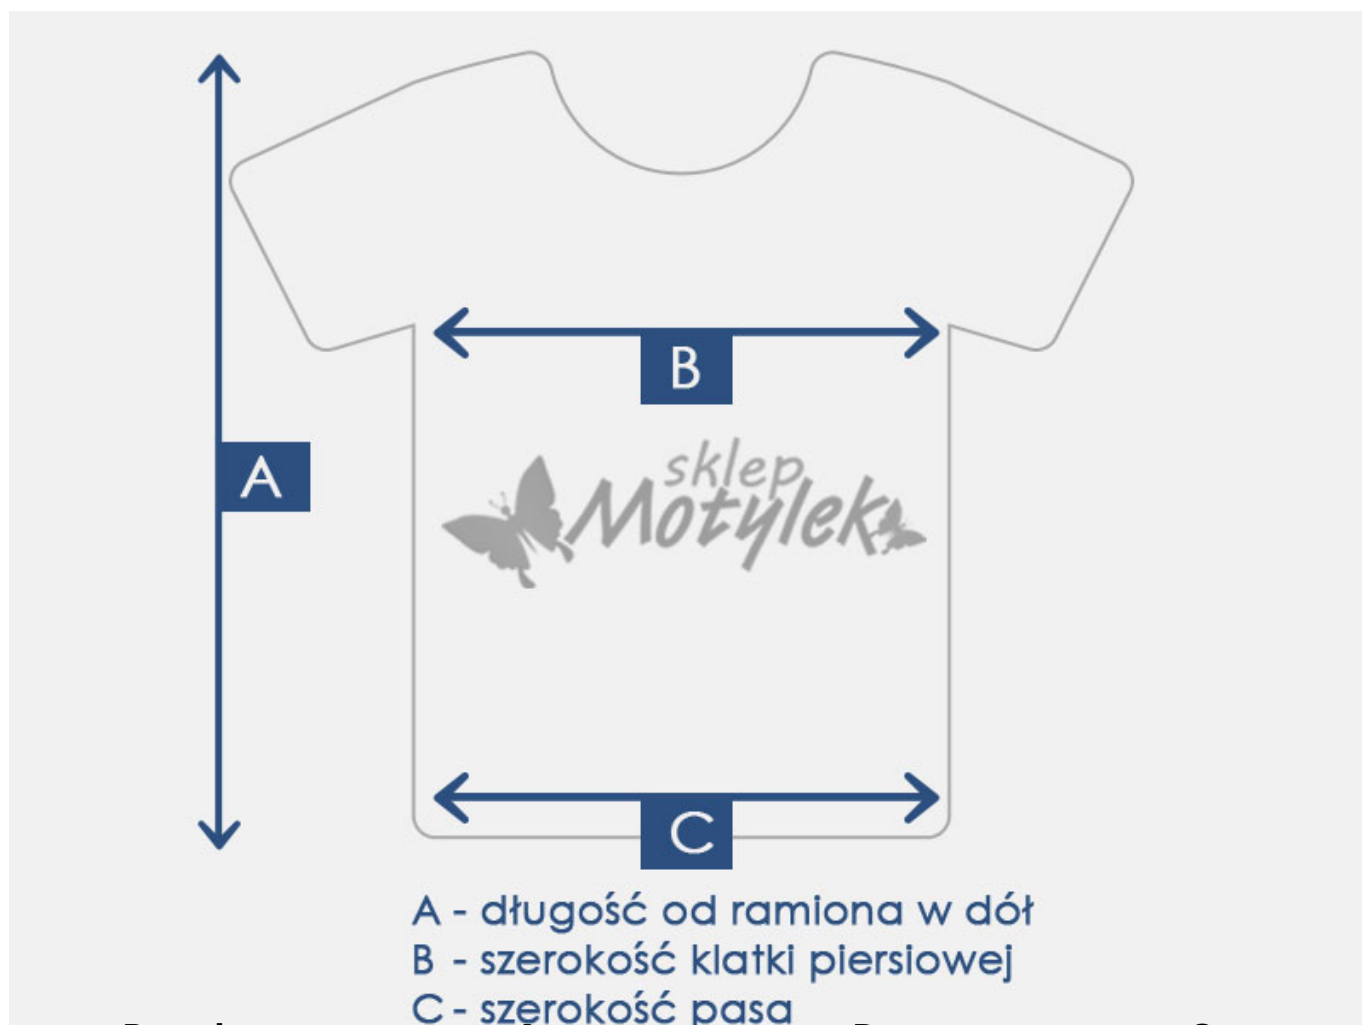 B
sklep
Motylek
A
C
A - długość od ramiona w dół
B - szerokość klatki piersiowej
C - szerokość pasa